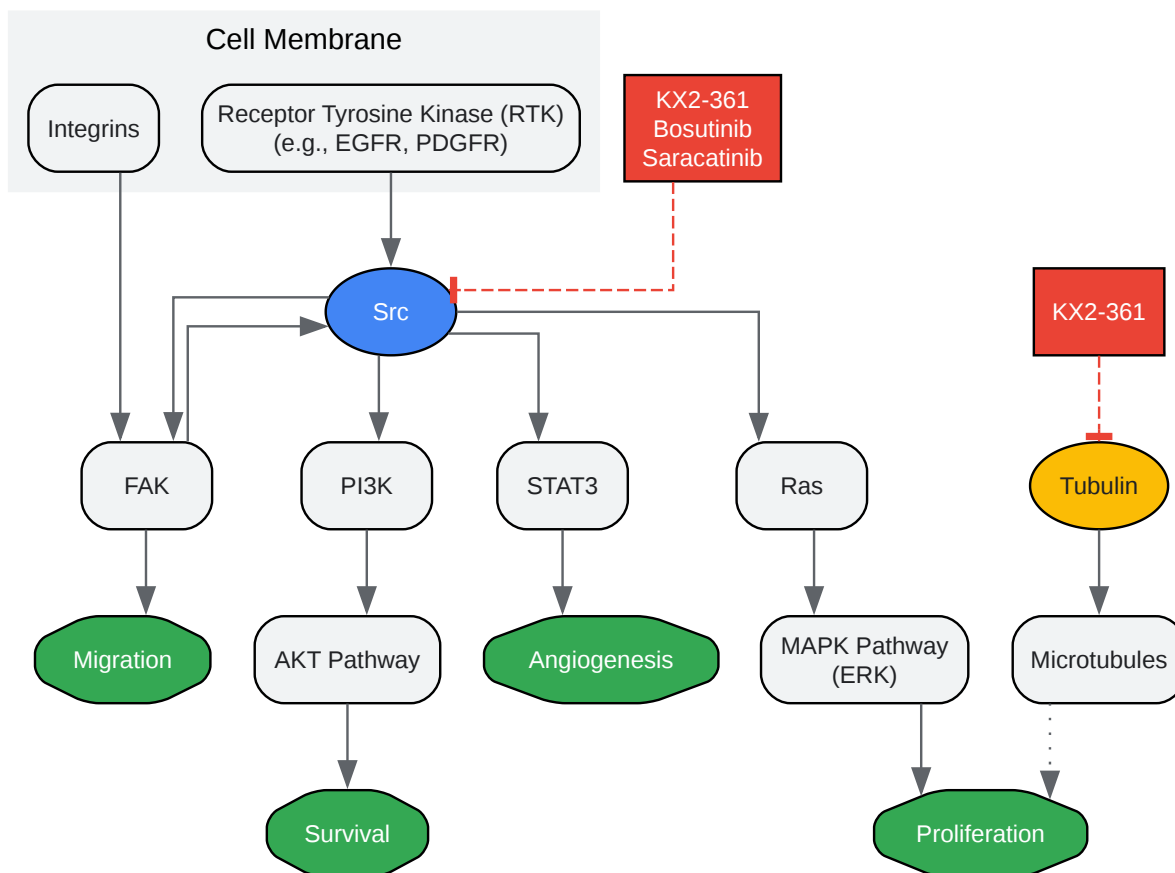 Cell Membrane
Integrins
Receptor Tyrosine Kinase (RTK)
(e.g., EGFR, PDGFR)
KX2-361
Bosutinib
Saracatinib
Src
KX2-361
FAK
PI3K
STAT3
Ras
Tubulin
Migration
AKT Pathway
Angiogenesis
MAPK Pathway
(ERK)
Microtubules
Survival
Proliferation